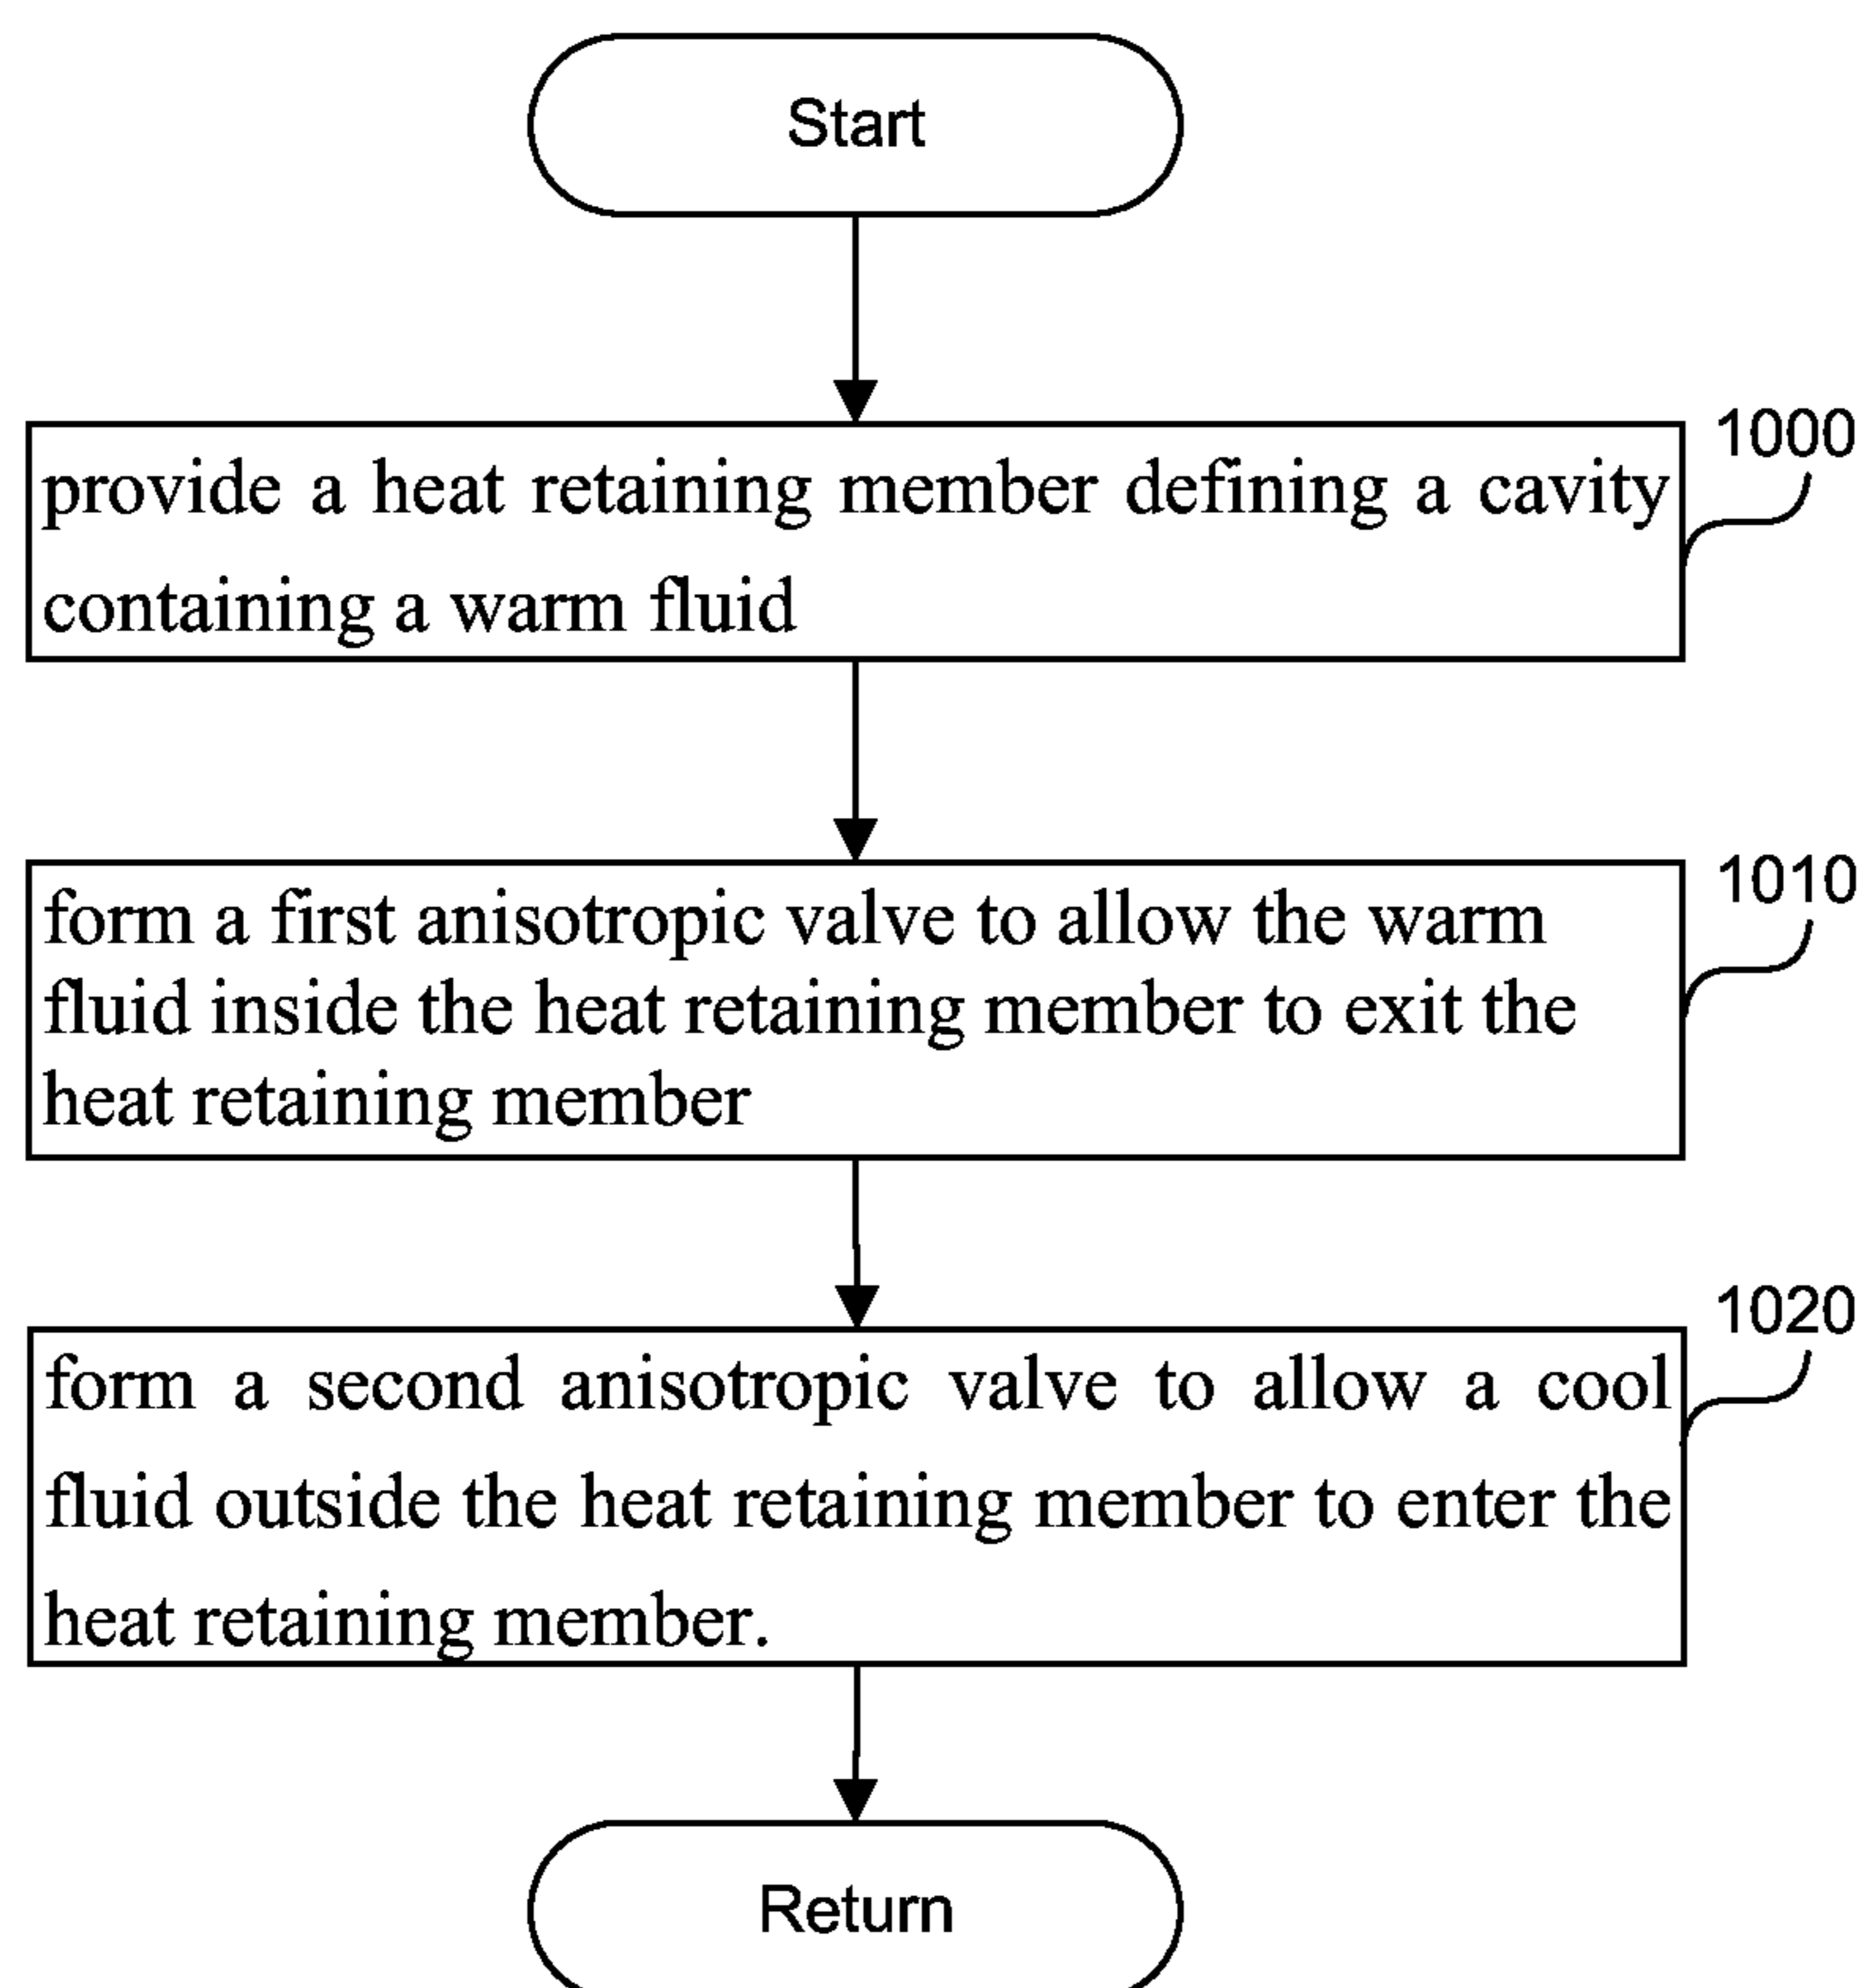 Start
1000
provide a heat retaining member defining a cavity
containing a warm fluid
1010
form a first anisotropic valve to allow the warm
fluid inside the heat retaining member to exit the
heat retaining member
1020
form a second anisotropic valve to allow a cool
fluid outside the heat retaining member to enter the
heat retaining member.
Return